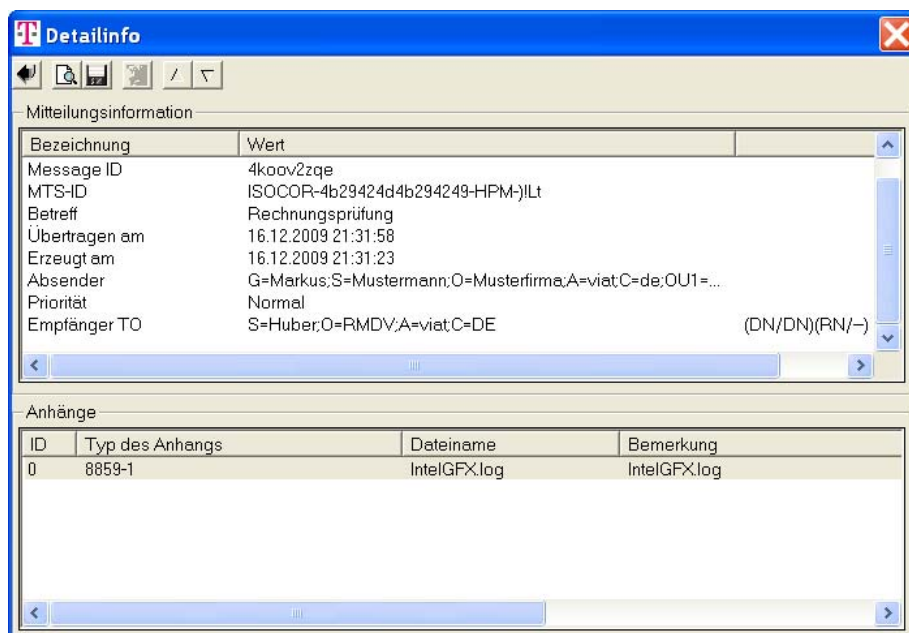 T Detailinfo
Mitteilungsinformation
Bezeichnung Wert
Message ID 4koov2zqe
MTS-ID ISOCOR-4b29424d4b294249-HPM-)!Lt
Betreff Rechnungsprüfung
Übertragen am 16.12.2009 21:31:58
Erzeugt am 16.12.2009 21:31:23
Absender G=Markus;S=Mustermann;O=Musterfirma;A=viat;C=de;OU1=...
Priorität Normal
Empfänger TO S=Huber;O=RMDV;A=viat;C=DE (DN/DN)(RN/--)
Anhänge
ID Typ des Anhangs Dateiname Bemerkung
0 8859-1 IntelGFX.log IntelGFX.log